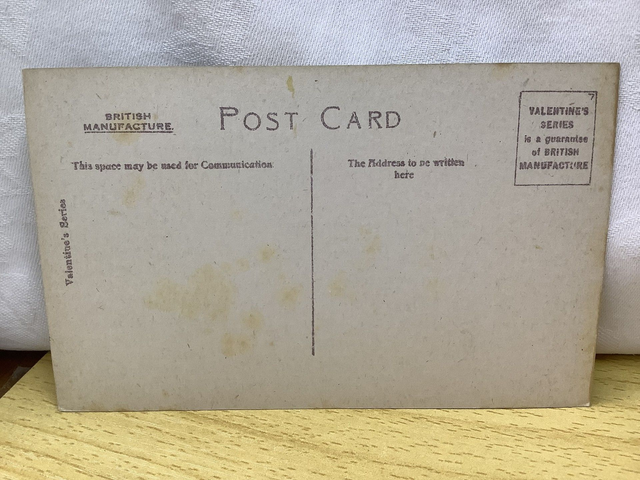 BRITISH
MANUFACTURE.
POST CARD
VALENTINE'S
SERIES
is a guarantee
of BRITISH
MANUFACTURE
This space may be used for Communication
The Address to be written
here
Valentine's Series